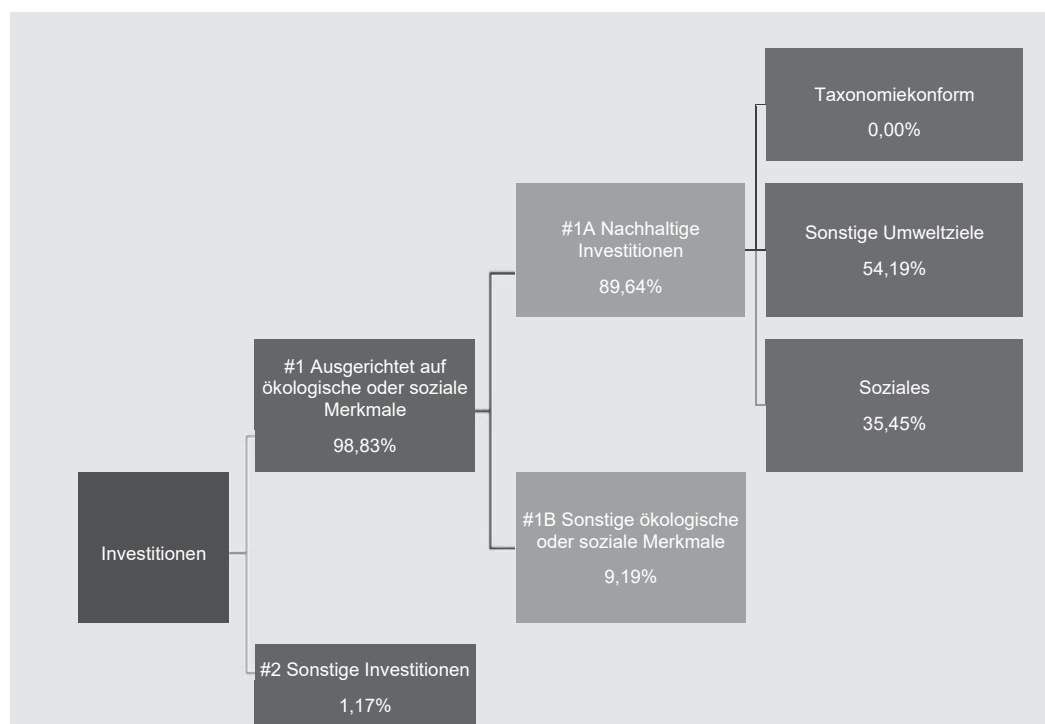 Taxonomiekonform
0,00%
#1A Nachhaltige
Investitionen
89,64%
Sonstige Umweltziele
54,19%
#1 Ausgerichtet auf
ökologische oder soziale
Merkmale
98,83%
Soziales
35,45%
Investitionen
#1B Sonstige ökologische
oder soziale Merkmale
9,19%
#2 Sonstige Investitionen
1,17%